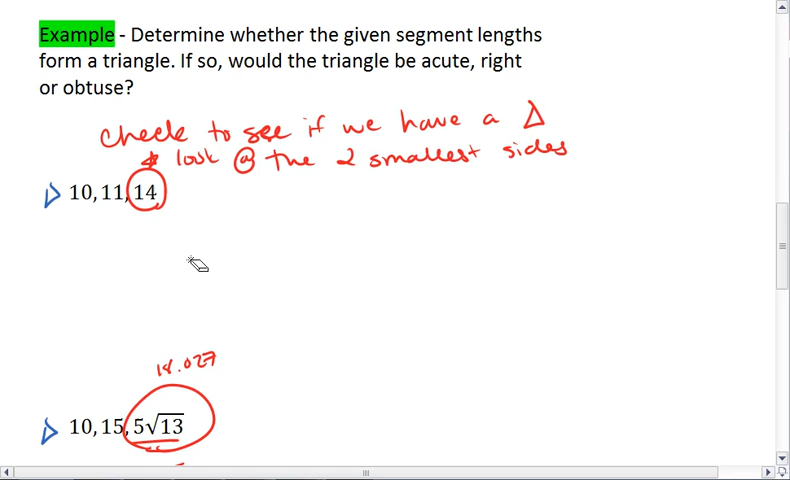 Example - Determine whether the given segment lengths
form a triangle. If so, would the triangle be acute, right
or obtuse?
check to see if we have a Δ
* look @ the 2 smallest sides
10, 11, 14
18.027
10, 15, 5√13